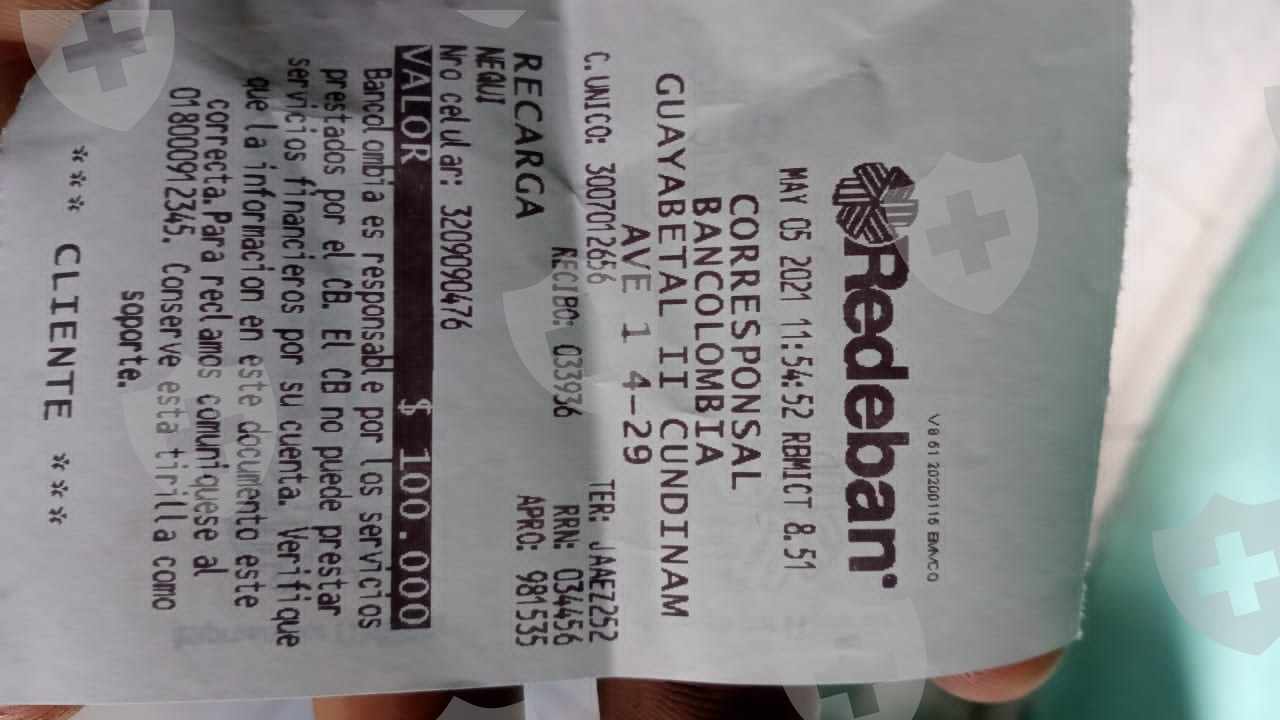 V8.61 20200116 EMVCO
Redeban
MAY 05 2021 11:54:52 RBMICT 8.51
CORRESPONSAL
BANCOLOMBIA
GUAYABETAL II CUNDINAM
AVE 1 4-29
C.UNICO: 3007012656 TER: JAAEZ252
RECIBO: 033936 RRN: 034456
RECARGA APRO: 981535
NEQUI
Nro celular: 3209090476
VALOR $ 100.000
Bancolombia es responsable por los servicios
prestados por el CB. El CB no puede prestar
servicios financieros por su cuenta. Verifique
que la informacion en este documento este
correcta.Para reclamos comuniquese al
018000912345. Conserve esta tirilla como
soporte.
*** CLIENTE ***